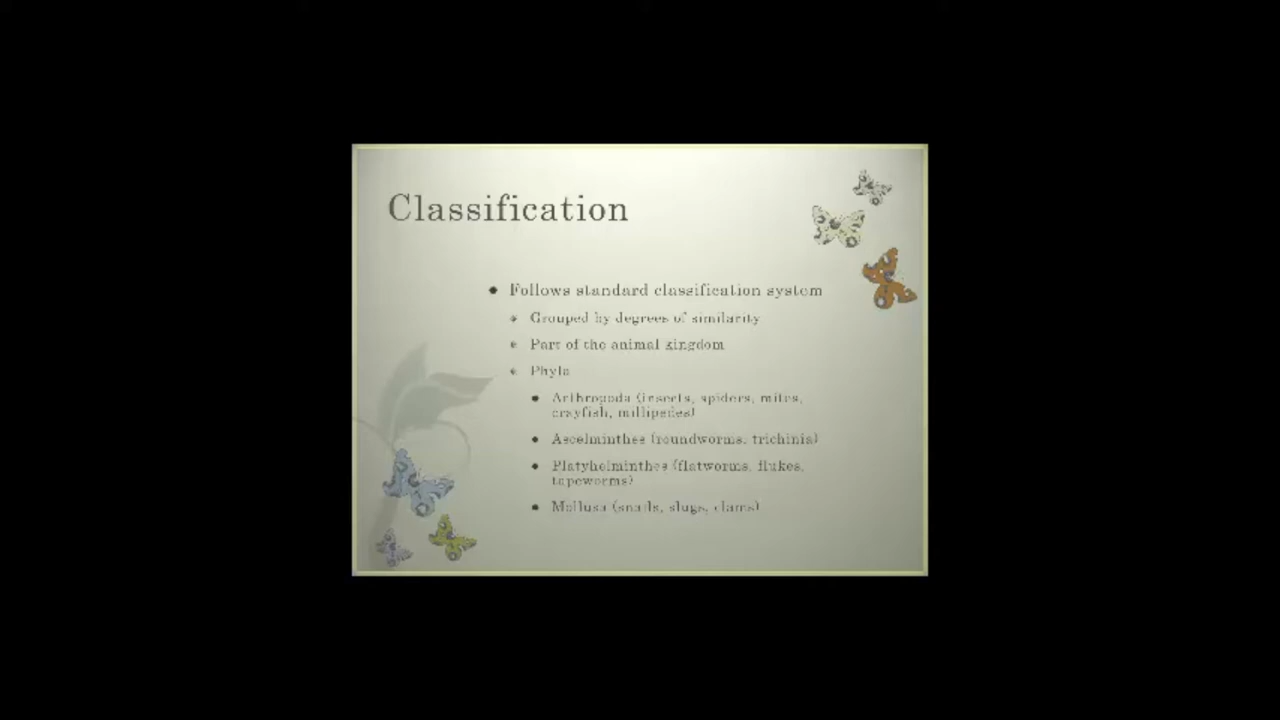 Classification
Follows standard classification system
Grouped by degrees of similarity
Part of the animal kingdom
Phyla
Arthropoda (insects, spiders, mites,
crayfish, millipedes)
Ascelminthes (roundworms, trichinia)
Platyhelminthes (flatworms, flukes,
tapeworms)
Mollusa (snails, slugs, clams)